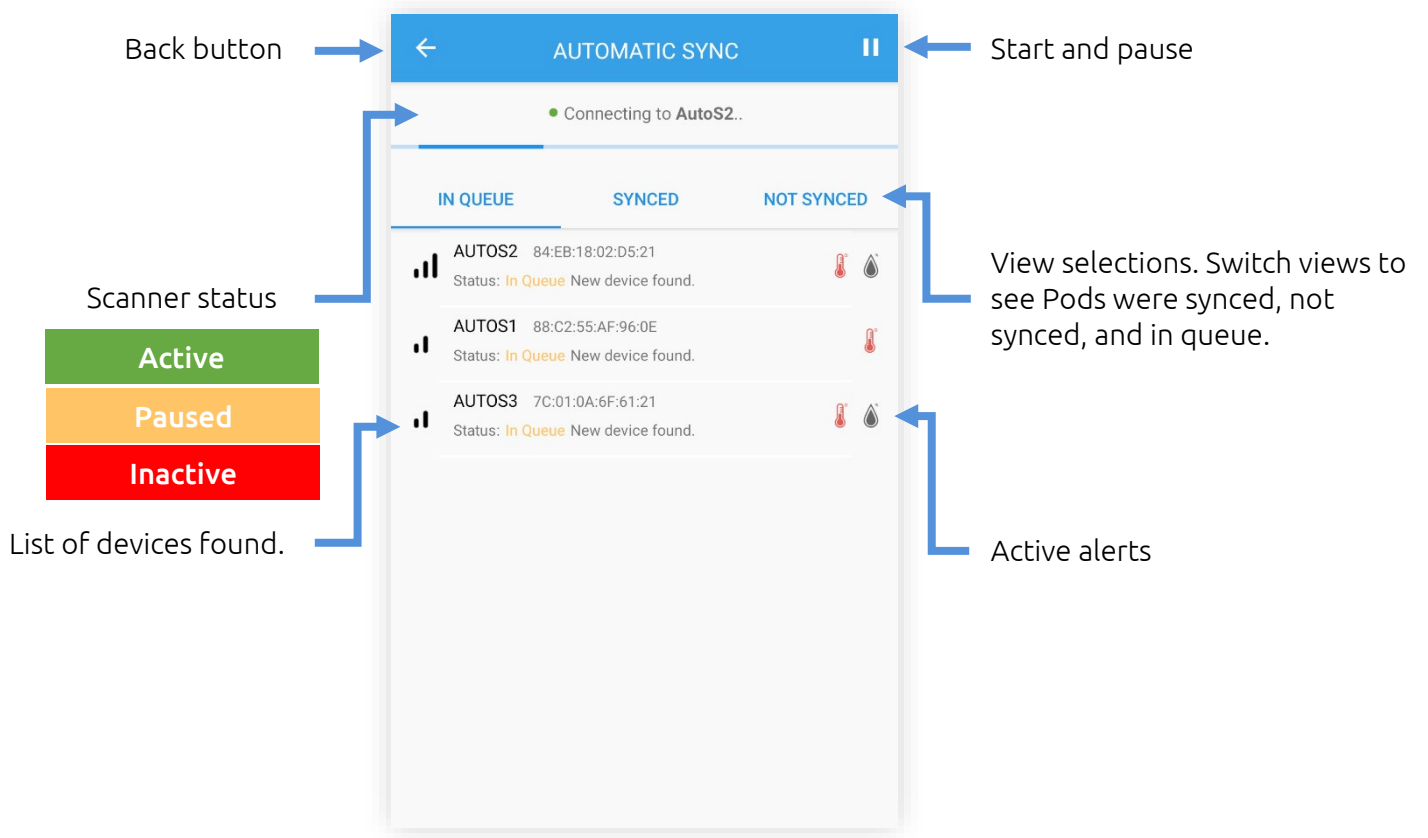 Back button
AUTOMATIC SYNC
Start and pause
Connecting to AutoS2..
IN QUEUE
SYNCED
NOT SYNCED
AUTOS2 84:EB:18:02:D5:21
Status: In Queue New device found.
AUTOS1 88:C2:55:AF:96:0E
Status: In Queue New device found.
AUTOS3 7C:01:0A:6F:61:21
Status: In Queue New device found.
Scanner status
Active
Paused
Inactive
List of devices found.
View selections. Switch views to
see Pods were synced, not
synced, and in queue.
Active alerts